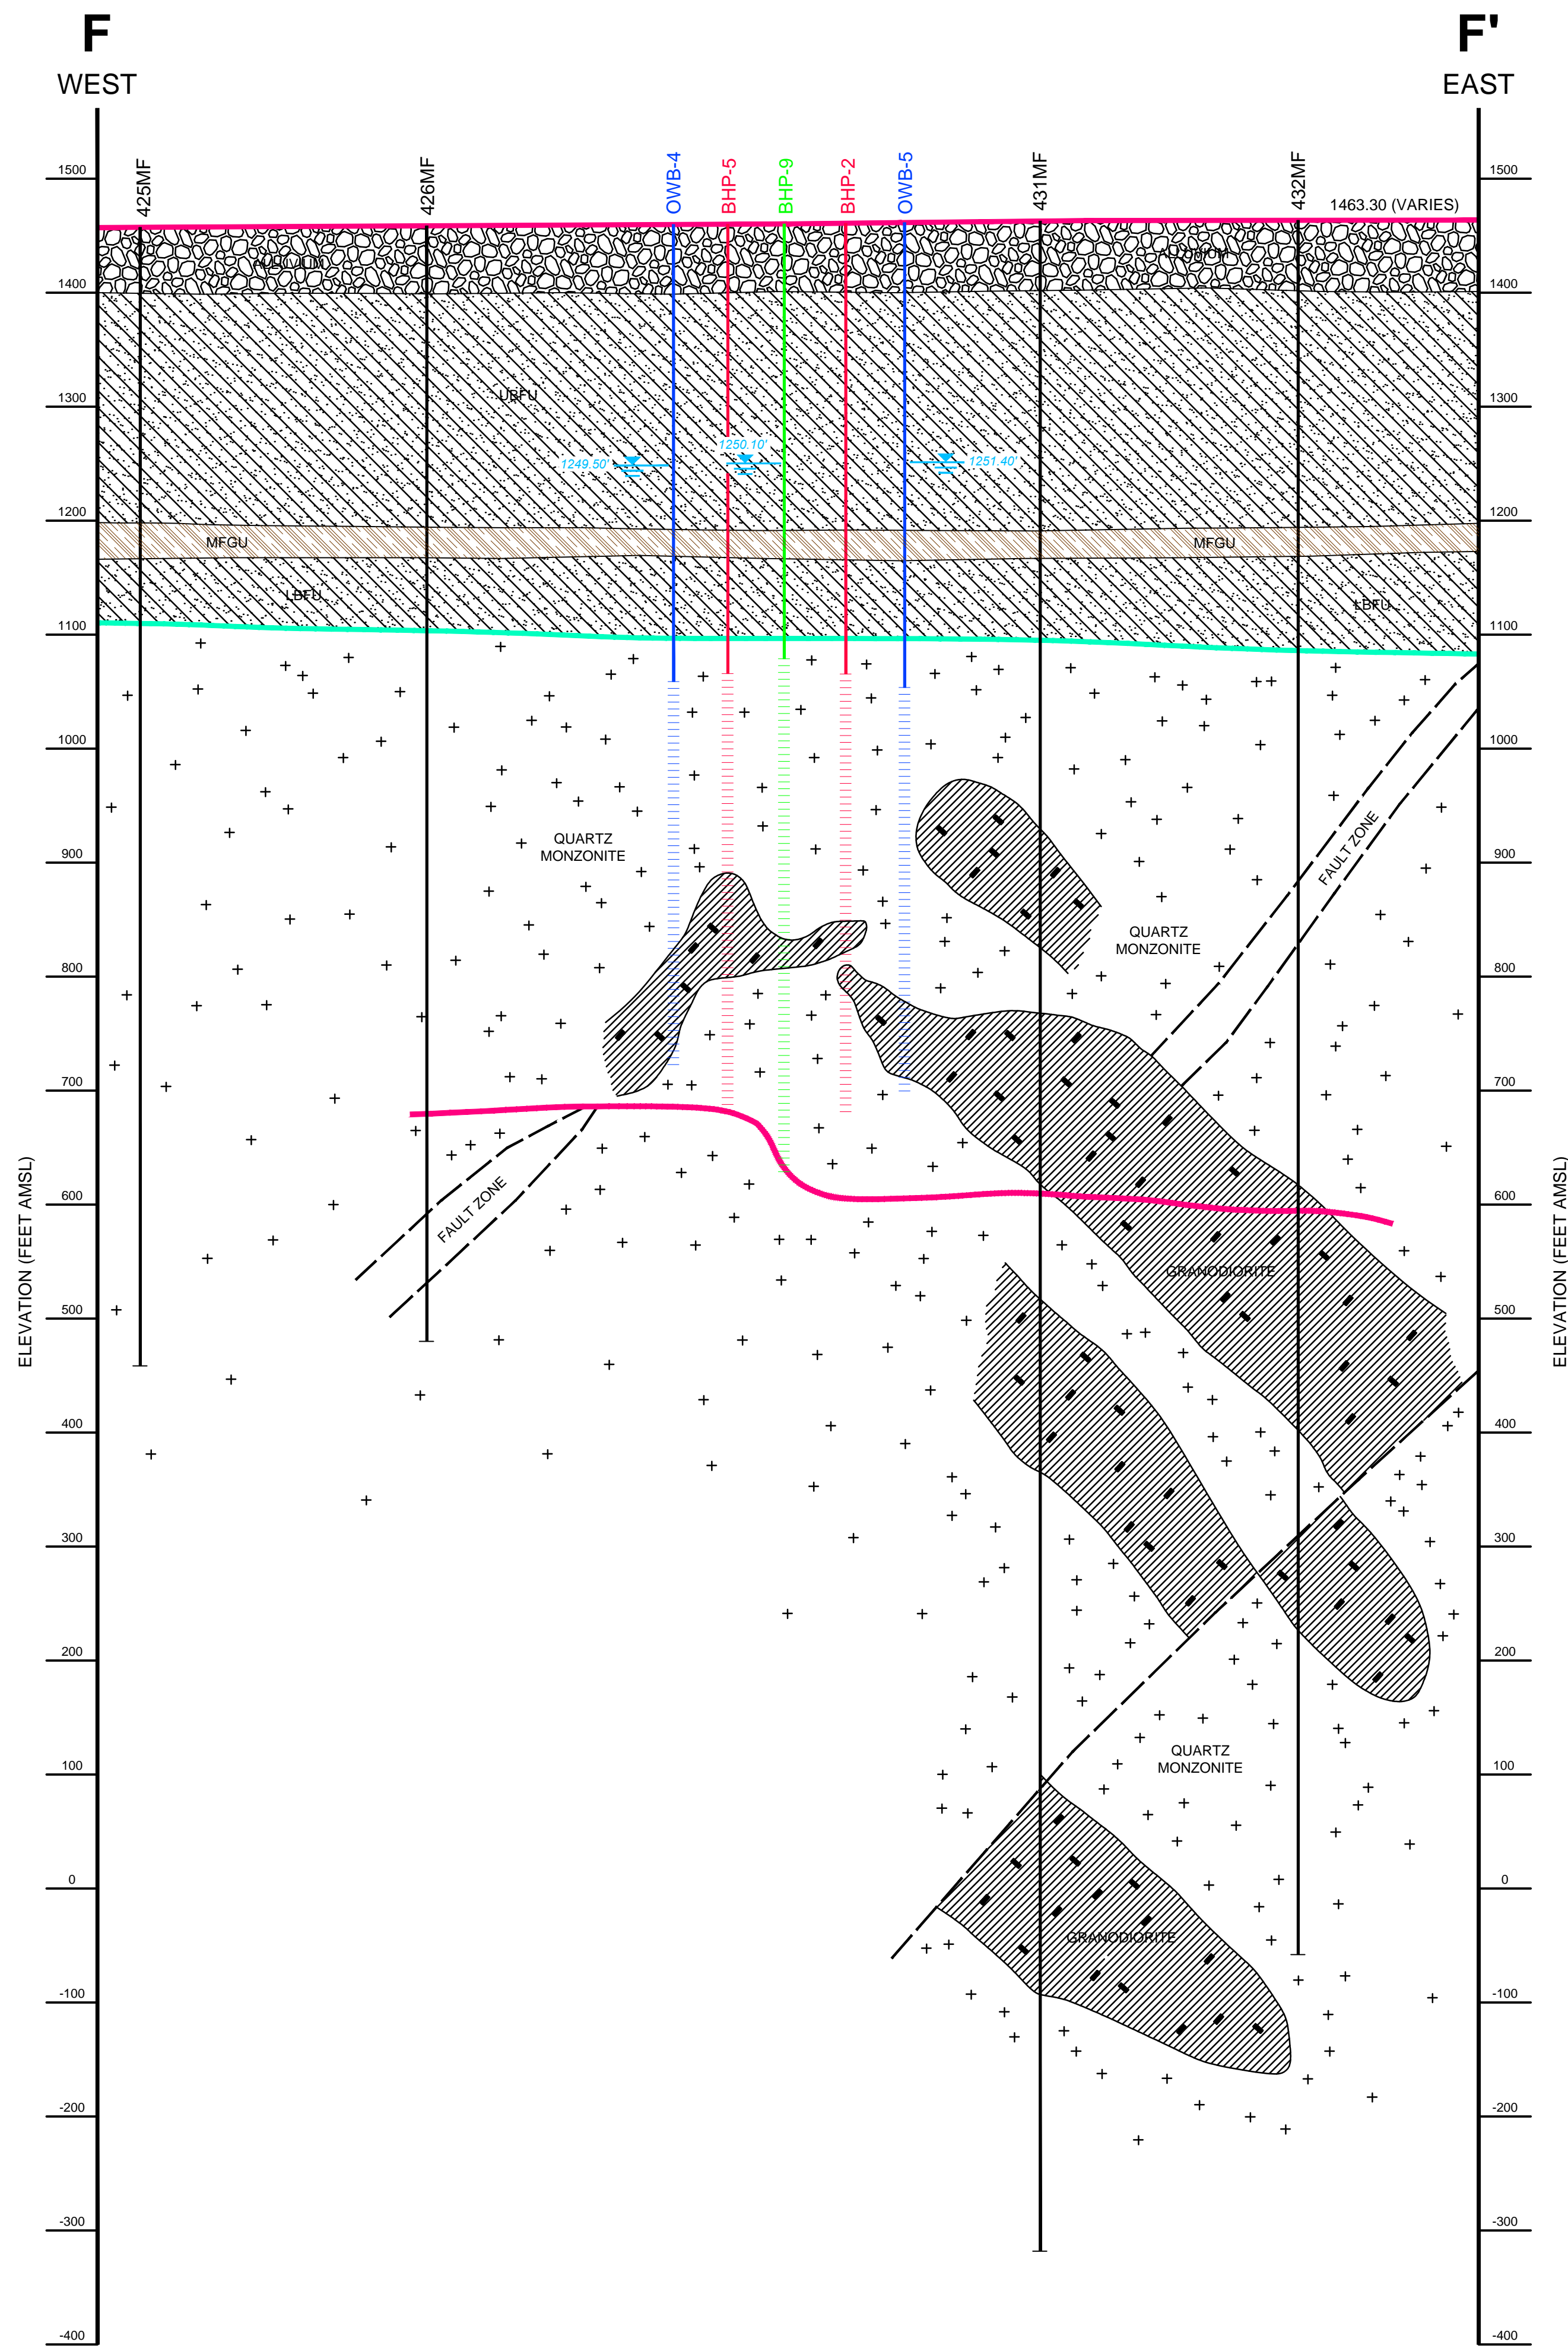 F
F'
WEST
EAST
425MF
426MF
OWB-4
BHP-5
BHP-9
BHP-2
OWB-5
431MF
432MF
1500
1500
1463.30 (VARIES)
ALLUVIUM
ALLUVIUM
1400
1400
UBFU
1300
1300
1250.10'
1249.50'
1251.40'
1200
1200
MFGU
MFGU
LBFU
LBFU
1100
1100
1000
1000
QUARTZ
MONZONITE
FAULT ZONE
900
900
QUARTZ
MONZONITE
800
800
700
700
ELEVATION (FEET AMSL)
ELEVATION (FEET AMSL)
FAULT ZONE
600
600
GRANODIORITE
500
500
400
400
300
300
200
200
QUARTZ
MONZONITE
100
100
0
0
GRANODIORITE
-100
-100
-200
-200
-300
-300
-400
-400